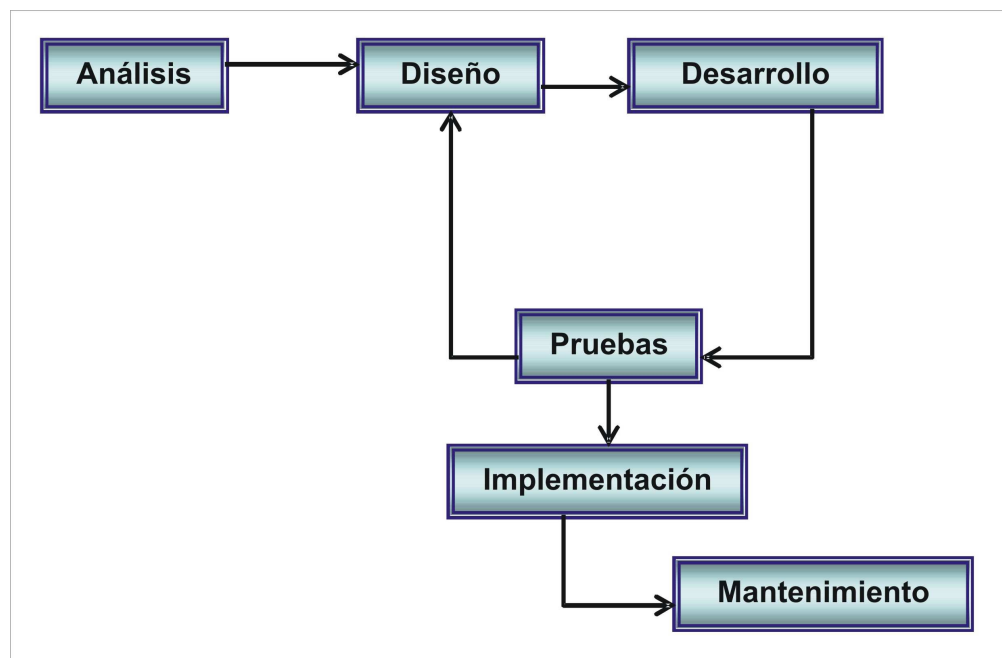 Análisis
Diseño
Desarrollo
Pruebas
Implementación
Mantenimiento